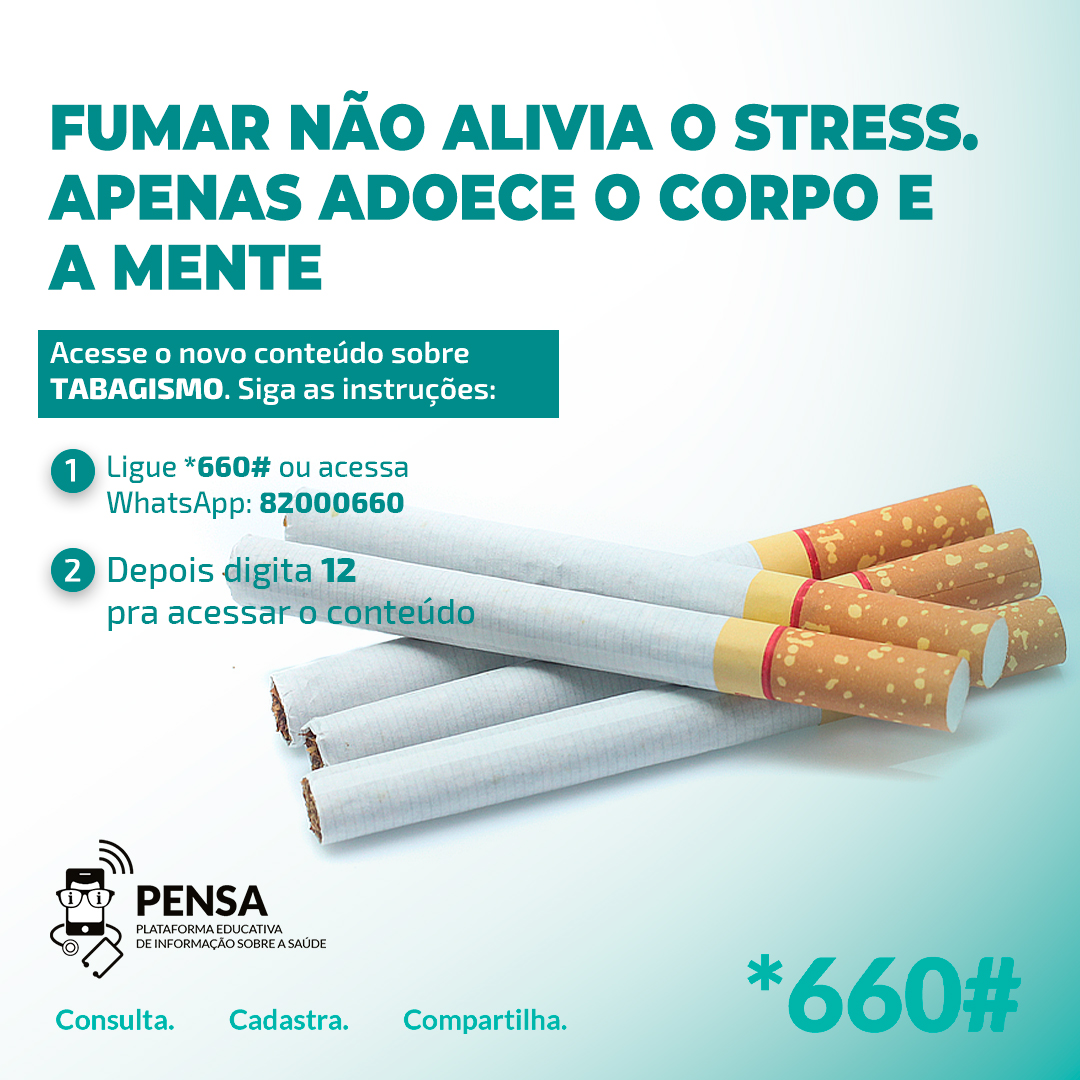 FUMAR NÃO ALIVIA O STRESS.
APENAS ADOECE O CORPO E
A MENTE
Acesse o novo conteúdo sobre
TABAGISMO. Siga as instruções:
1 Ligue *660# ou acessa
WhatsApp: 82000660
2 Depois digita 12
pra acessar o conteúdo
PENSA
PLATAFORMA EDUCATIVA
DE INFORMAÇÃO SOBRE A SAÚDE
*660#
Consulta. Cadastra. Compartilha.